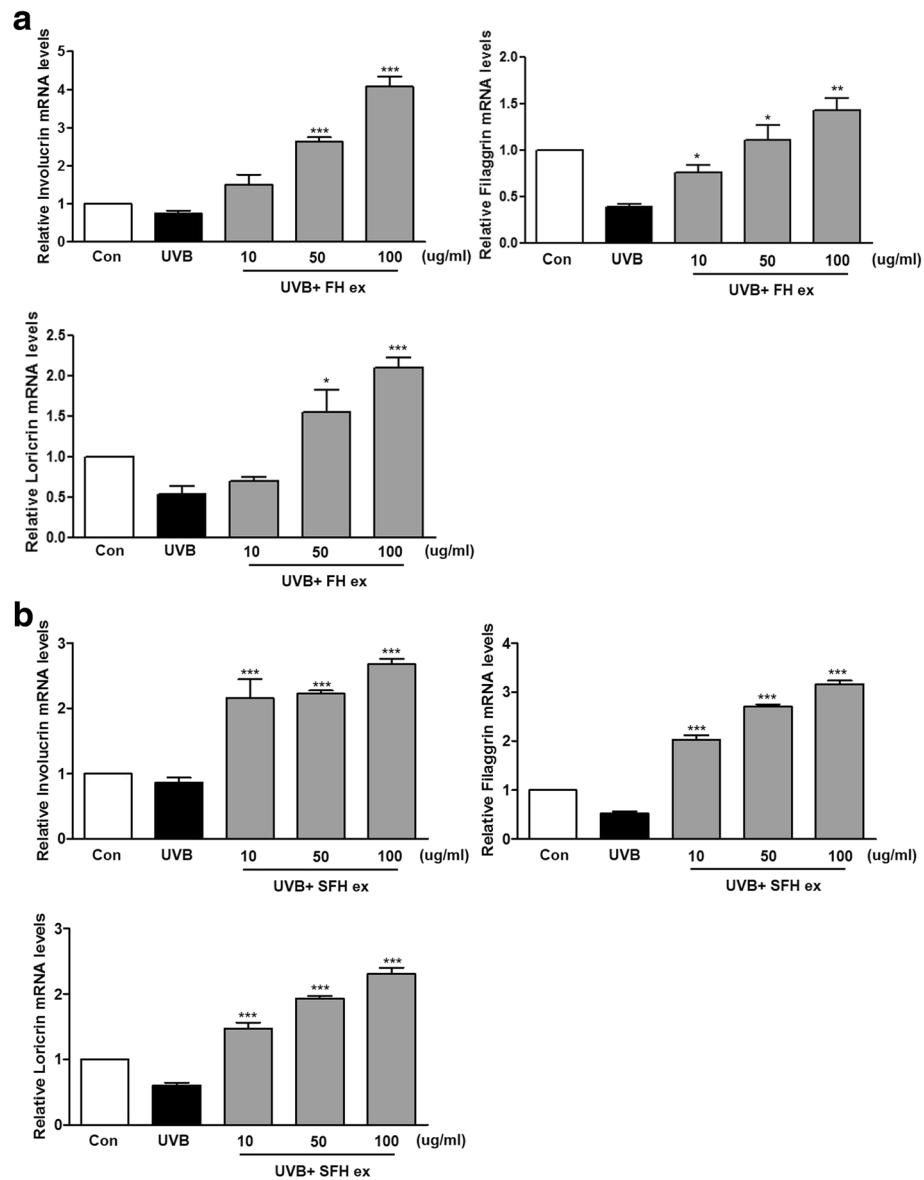 a
Relative Involucrin mRNA levels
5
4
3
2
1
0
***
***
Con UVB 10 50 100 (ug/ml)
UVB+ FH ex
Relative Filaggrin mRNA levels
2.0
1.5
1.0
0.5
0.0
*
*
**
Con UVB 10 50 100 (ug/ml)
UVB+ FH ex
Relative Loricrin mRNA levels
2.5
2.0
1.5
1.0
0.5
0.0
*
***
Con UVB 10 50 100 (ug/ml)
UVB+ FH ex
b
Relative Involucrin mRNA levels
3
2
1
0
***
***
***
Con UVB 10 50 100 (ug/ml)
UVB+ SFH ex
Relative Filaggrin mRNA levels
4
3
2
1
0
***
***
***
Con UVB 10 50 100 (ug/ml)
UVB+ SFH ex
Relative Loricrin mRNA levels
3
2
1
0
***
***
***
Con UVB 10 50 100 (ug/ml)
UVB+ SFH ex